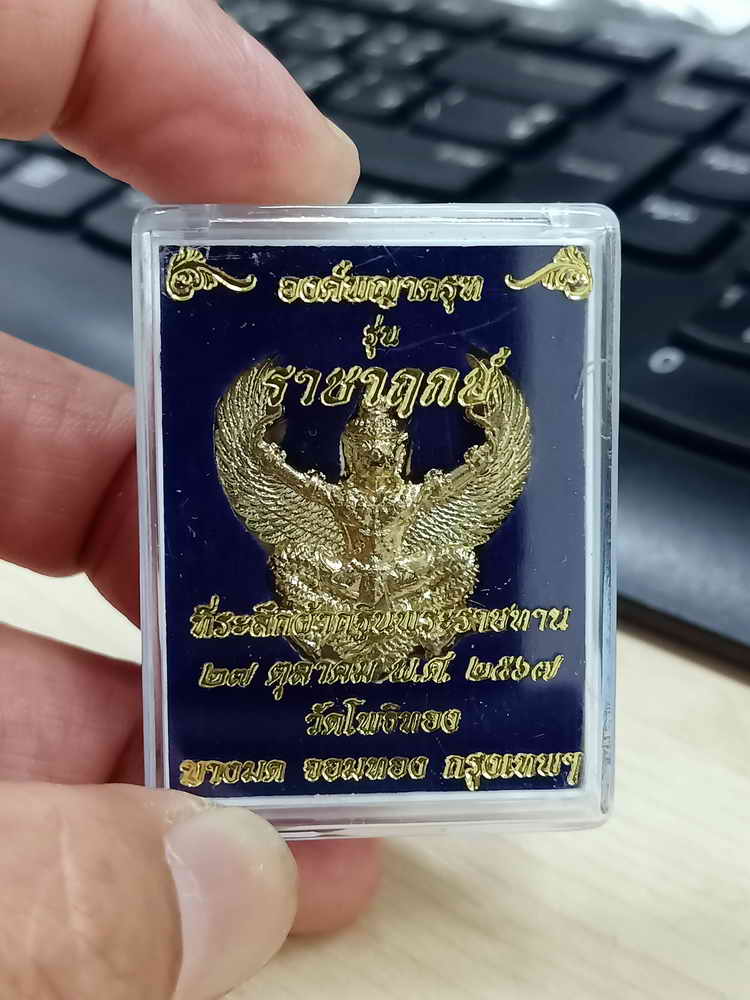 องค์พญาครุฑ
รุ่น
ราชาฤกษ์
ที่ระลึกผ้ากฐินพระราชทาน
๒๗ ตุลาคม พ.ศ. ๒๕๖๗
วัดโพธิทอง
บางมด จอมทอง กรุงเทพฯ